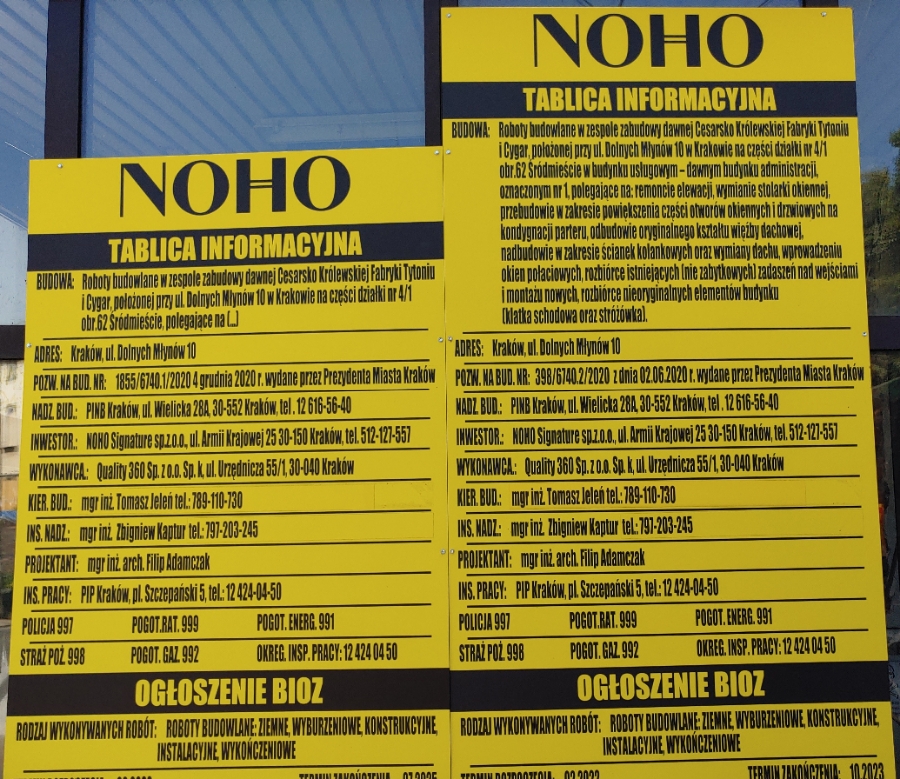 NOHO
TABLICA INFORMACYJNA
BUDOWA: Roboty budowlane w zespole zabudowy dawnej Cesarsko Królewskiej Fabryki Tytoniu
i Cygar, położonej przy ul. Dolnych Młynów 10 w Krakowie na części działki nr 4/1
obr.62 Śródmieście, polegające na [...]
ADRES: Kraków, ul. Dolnych Młynów 10
POZW. NA BUD. NR: 1855/6740.1/2020 4 grudnia 2020 r. wydane przez Prezydenta Miasta Kraków
NADZ. BUD.: PINB Kraków, ul. Wielicka 28A, 30-552 Kraków, tel . 12 616-56-40
INWESTOR.: NOHO Signature sp.z.o.o., ul. Armii Krajowej 25 30-150 Kraków, tel. 512-127-557
WYKONAWCA.: Quality 360 Sp. z o.o. Sp. k, ul. Urzędnicza 55/1, 30-040 Kraków
KIER. BUD.: mgr inż. Tomasz Jeleń tel.: 789-110-730
INS. NADZ.: mgr inż. Zbigniew Kaptur tel.: 797-203-245
PROJEKTANT: mgr inż. arch. Filip Adamczak
INS. PRACY: PIP Kraków, pl. Szczepański 5, tel.: 12 424-04-50
POLICJA 997 POGOT.RAT. 999 POGOT. ENERG. 991
STRAŻ POŻ. 998 POGOT. GAZ. 992 OKRĘG. INSP. PRACY: 12 424 04 50
OGŁOSZENIE BIOZ
RODZAJ WYKONYWANYCH ROBÓT: ROBOTY BUDOWLANE: ZIEMNE, WYBURZENIOWE, KONSTRUKCYJNE,
INSTALACYJNE, WYKOŃCZENIOWE
TERMIN ZAKOŃCZENIA 07.2025
NOHO
TABLICA INFORMACYJNA
BUDOWA: Roboty budowlane w zespole zabudowy dawnej Cesarsko Królewskiej Fabryki Tytoniu
i Cygar, położonej przy ul. Dolnych Młynów 10 w Krakowie na części działki nr 4/1
obr.62 Śródmieście w budynku usługowym – dawnym budynku administracji,
oznaczonym nr 1, polegające na: remoncie elewacji, wymianie stolarki okiennej,
przebudowie w zakresie powiększenia części otworów okiennych i drzwiowych na
kondygnacji parteru, odbudowie oryginalnego kształtu więźby dachowej,
nadbudowie w zakresie ścianek kolankowych oraz wymiany dachu, wprowadzeniu
okien połaciowych, rozbiórce istniejących (nie zabytkowych) zadaszeń nad wejściami
i montażu nowych, rozbiórce nieoryginalnych elementów budynku
(klatka schodowa oraz stróżówka).
ADRES: Kraków, ul. Dolnych Młynów 10
POZW. NA BUD. NR: 398/6740.2/2020 z dnia 02.06.2020 r. wydane przez Prezydenta Miasta Kraków
NADZ. BUD.: PINB Kraków, ul. Wielicka 28A, 30-552 Kraków, tel . 12 616-56-40
INWESTOR.: NOHO Signature sp.z.o.o., ul. Armii Krajowej 25 30-150 Kraków, tel. 512-127-557
WYKONAWCA.: Quality 360 Sp. z o.o. Sp. k, ul. Urzędnicza 55/1, 30-040 Kraków
KIER. BUD.: mgr inż. Tomasz Jeleń tel.: 789-110-730
INS. NADZ.: mgr inż. Zbigniew Kaptur tel.: 797-203-245
PROJEKTANT: mgr inż. arch. Filip Adamczak
INS. PRACY: PIP Kraków, pl. Szczepański 5, tel.: 12 424-04-50
POLICJA 997 POGOT.RAT. 999 POGOT. ENERG. 991
STRAŻ POŻ. 998 POGOT. GAZ. 992 OKRĘG. INSP. PRACY: 12 424 04 50
OGŁOSZENIE BIOZ
RODZAJ WYKONYWANYCH ROBÓT: ROBOTY BUDOWLANE: ZIEMNE, WYBURZENIOWE, KONSTRUKCYJNE,
INSTALACYJNE, WYKOŃCZENIOWE
TERMIN ZAKOŃCZENIA: 10.2023